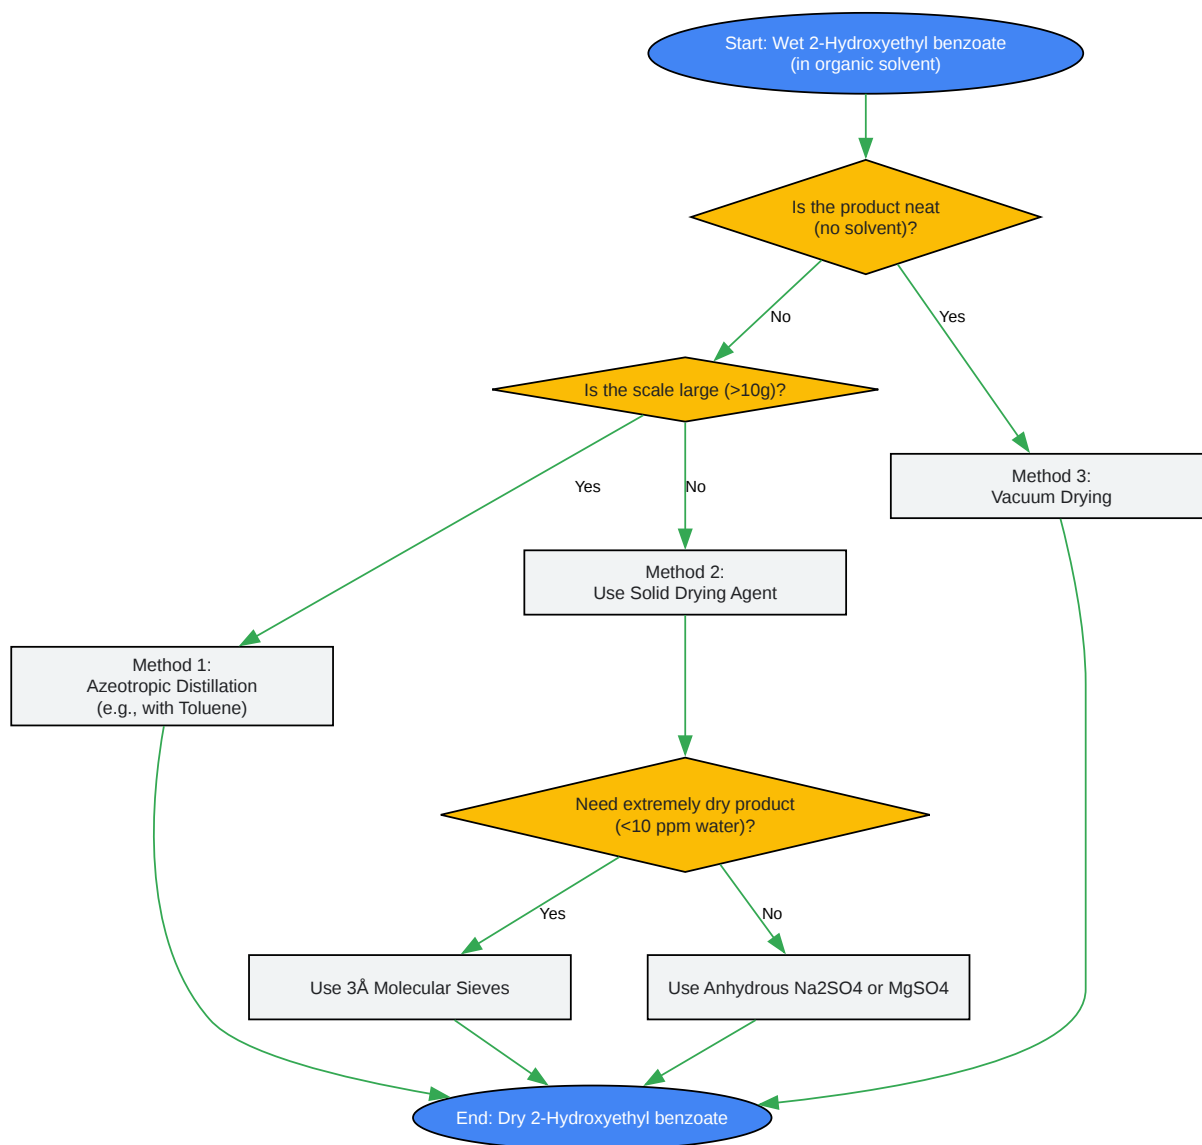 Start: Wet 2-Hydroxyethyl benzoate
(in organic solvent)
Is the product neat
(no solvent)?
No
Yes
Is the scale large (>10g)?
Yes
No
Method 3:
Vacuum Drying
Method 2:
Use Solid Drying Agent
Method 1:
Azeotropic Distillation
(e.g., with Toluene)
Need extremely dry product
(<10 ppm water)?
Yes
No
Use 3Å Molecular Sieves
Use Anhydrous Na2SO4 or MgSO4
End: Dry 2-Hydroxyethyl benzoate